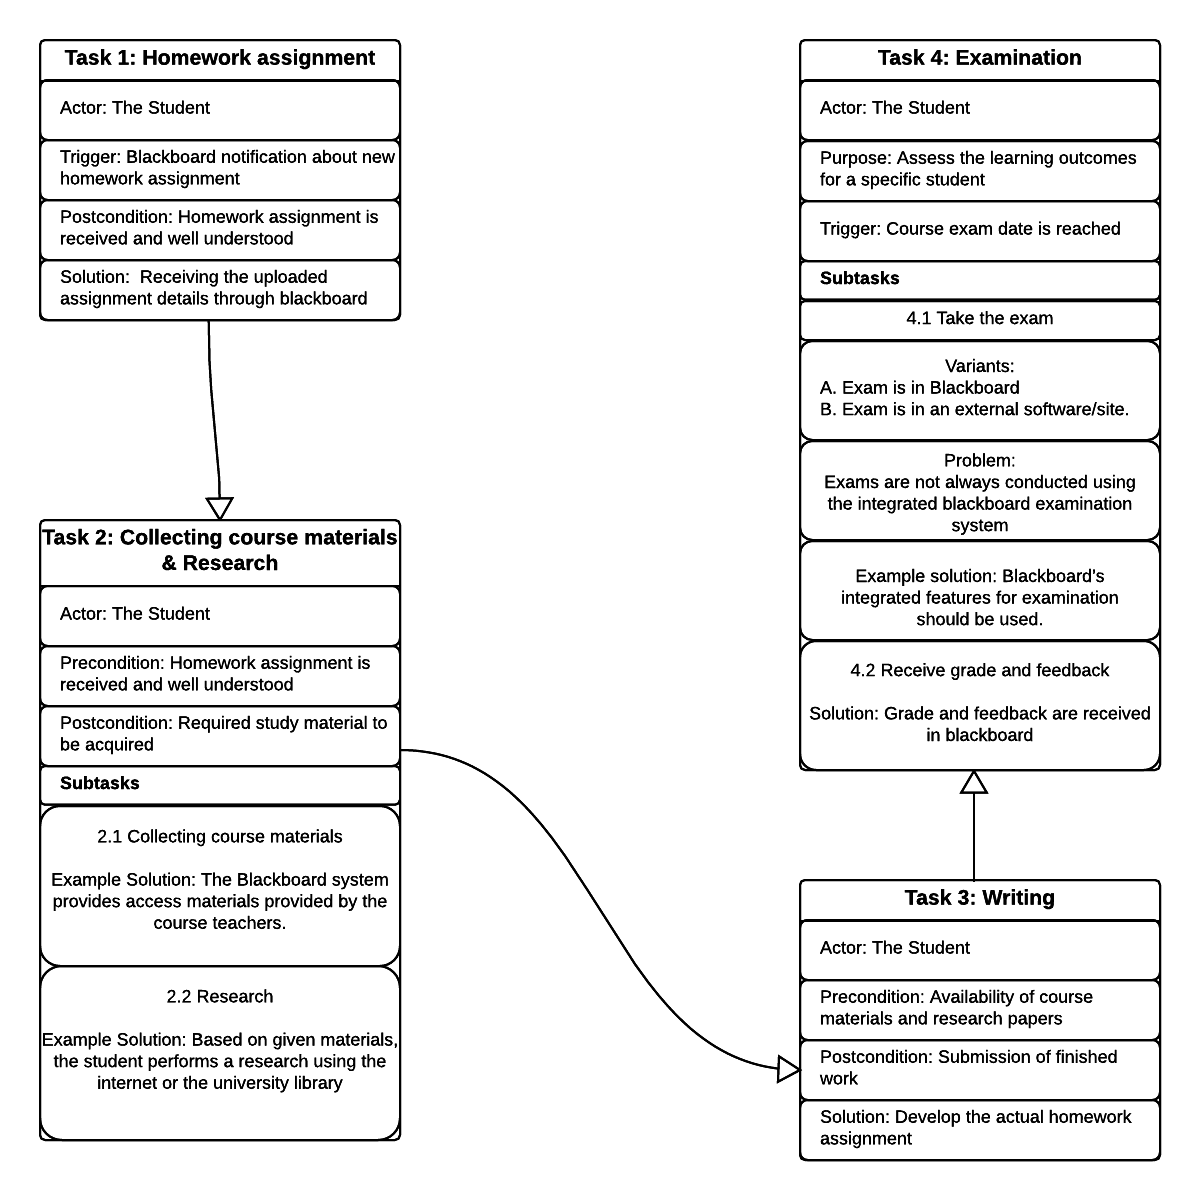 Task 1: Homework assignment
Actor: The Student
Trigger: Blackboard notification about new
homework assignment
Postcondition: Homework assignment is
received and well understood
Solution:  Receiving the uploaded
assignment details through blackboard
Task 2: Collecting course materials
& Research
Actor: The Student
Precondition: Homework assignment is
received and well understood
Postcondition: Required study material to
be acquired
Subtasks
2.1 Collecting course materials
Example Solution: The Blackboard system
provides access materials provided by the
course teachers.
2.2 Research
Example Solution: Based on given materials,
the student performs a research using the
internet or the university library
Task 3: Writing
Actor: The Student
Precondition: Availability of course
materials and research papers
Postcondition: Submission of finished
work
Solution: Develop the actual homework
assignment
Task 4: Examination
Actor: The Student
Purpose: Assess the learning outcomes
for a specific student
Trigger: Course exam date is reached
Subtasks
4.1 Take the exam
Variants:
A. Exam is in Blackboard
B. Exam is in an external software/site.
Problem:
Exams are not always conducted using
the integrated blackboard examination
system
Example solution: Blackboard's
integrated features for examination
should be used.
4.2 Receive grade and feedback
Solution: Grade and feedback are received
in blackboard